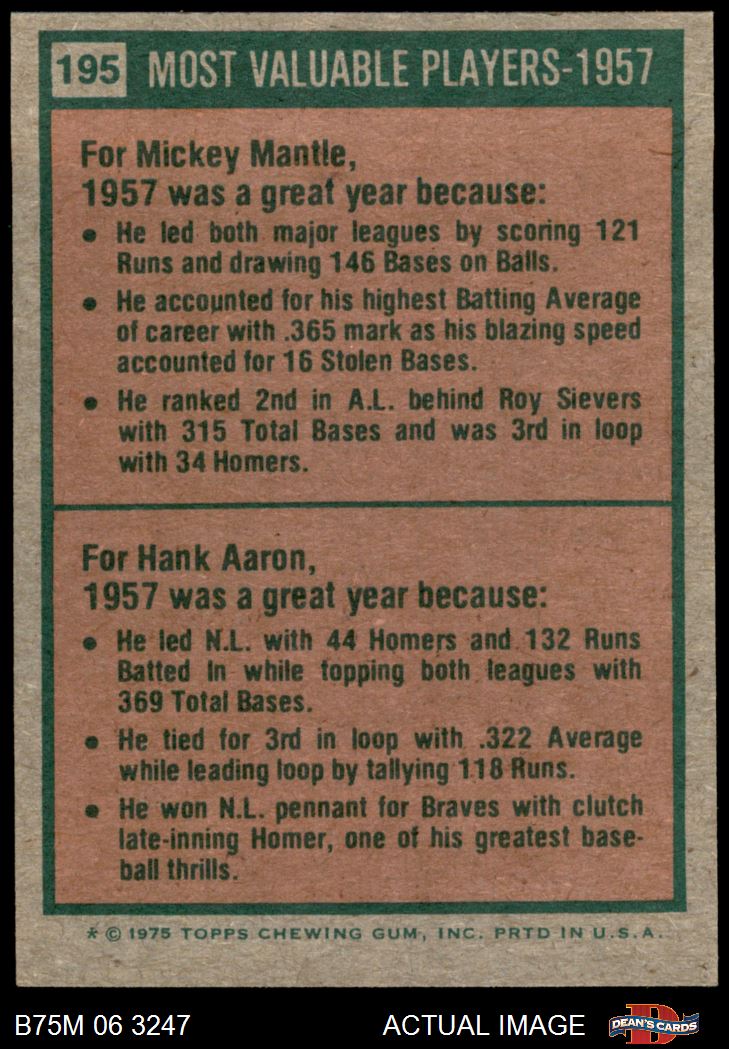 195 MOST VALUABLE PLAYERS-1957
For Mickey Mantle,
1957 was a great year because:
• He led both major leagues by scoring 121
Runs and drawing 146 Bases on Balls.
• He accounted for his highest Batting Average
of career with .365 mark as his blazing speed
accounted for 16 Stolen Bases.
• He ranked 2nd in A.L. behind Roy Sievers
with 315 Total Bases and was 3rd in loop
with 34 Homers.
For Hank Aaron,
1957 was a great year because:
• He led N.L. with 44 Homers and 132 Runs
Batted In while topping both leagues with
369 Total Bases.
• He tied for 3rd in loop with .322 Average
while leading loop by tallying 118 Runs.
• He won N.L. pennant for Braves with clutch
late-inning Homer, one of his greatest base-
ball thrills.
* © 1975 TOPPS CHEWING GUM, INC. PRTD IN U.S.A.
B75M 06 3247 ACTUAL IMAGE D DEAN'S CARDS